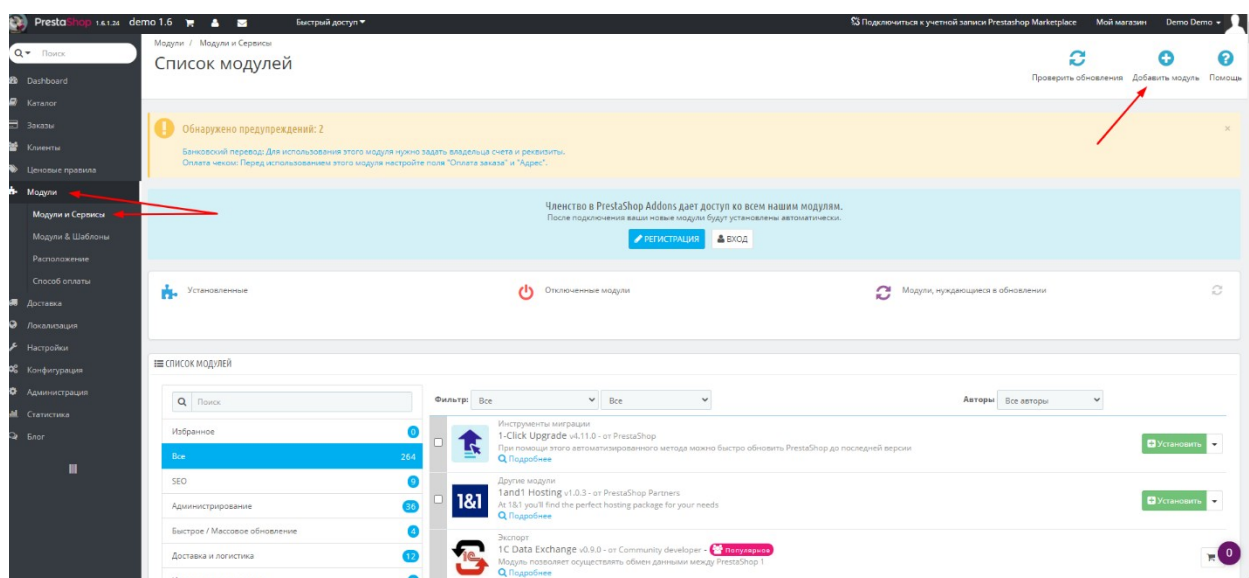 PrestaShop 1.6.1.24 demo 1.6 Быстрый доступ Подключиться к учетной записи Prestashop Marketplace Мой магазин Demo Demo
Поиск
Dashboard
Каталог
Заказы
Клиенты
Ценовые правила
Модули
Модули и Сервисы
Модули & Шаблоны
Расположение
Способ оплаты
Доставка
Локализация
Настройки
Конфигурация
Администрация
Статистика
Блог
Модули / Модули и Сервисы
Список модулей
Проверить обновления Добавить модуль Помощь
Обнаружено предупреждений: 2
Банковский перевод: Для использования этого модуля нужно задать владельца счета и реквизиты.
Оплата чеком: Перед использованием этого модуля настройте поля "Оплата заказа" и "Адрес".
Членство в PrestaShop Addons дает доступ ко всем нашим модулям.
После подключения ваши новые модули будут установлены автоматически.
РЕГИСТРАЦИЯ ВХОД
Установленные Отключенные модули Модули, нуждающиеся в обновлении
СПИСОК МОДУЛЕЙ
Поиск
Избранное 0
Все 264
SEO 9
Администрирование 36
Быстрое / Массовое обновление 4
Доставка и логистика 12
Фильтр: Все Все Авторы Все авторы
Инструменты миграции
1-Click Upgrade v4.11.0 - от PrestaShop
При помощи этого автоматизированного метода можно быстро обновить PrestaShop до последней версии
Подробнее
Установить
Другие модули
1&1
1and1 Hosting v1.0.3 - от PrestaShop Partners
At 1&1 you'll find the perfect hosting package for your needs
Подробнее
Установить
Экспорт
1C
1C Data Exchange v0.9.0 - от Community developer - Популярное
Модуль позволяет осуществлять обмен данными между PrestaShop 1
Подробнее
0